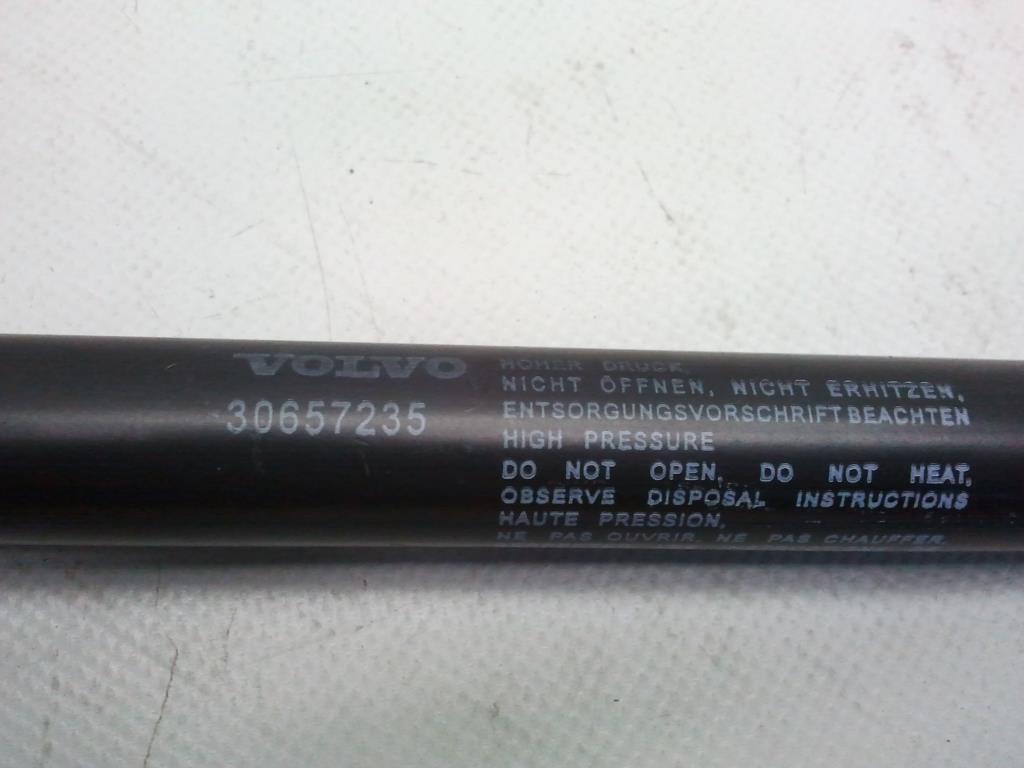 VOLVO
30657235
HOHER DRUCK,
NICHT ÖFFNEN, NICHT ERHITZEN,
ENTSORGUNGSVORSCHRIFT BEACHTEN
HIGH PRESSURE
DO NOT OPEN, DO NOT HEAT,
OBSERVE DISPOSAL INSTRUCTIONS
HAUTE PRESSION,
NE PAS OUVRIR, NE PAS CHAUFFER,